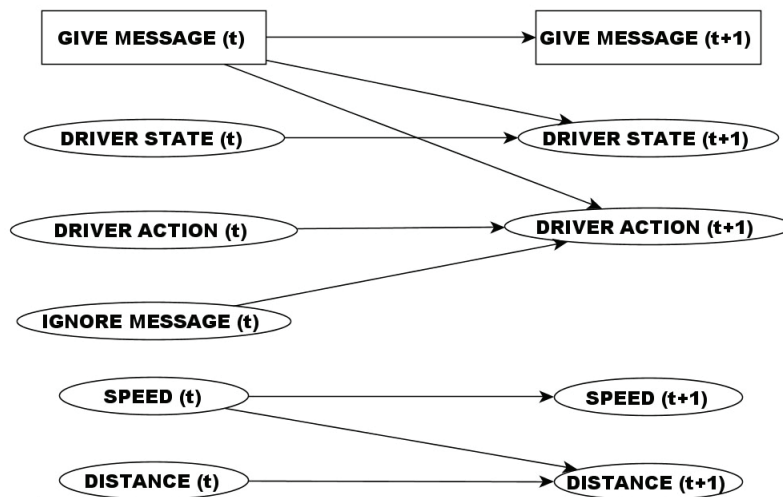 GIVE MESSAGE (t)
GIVE MESSAGE (t+1)
DRIVER STATE (t)
DRIVER STATE (t+1)
DRIVER ACTION (t)
DRIVER ACTION (t+1)
IGNORE MESSAGE (t)
SPEED (t)
SPEED (t+1)
DISTANCE (t)
DISTANCE (t+1)